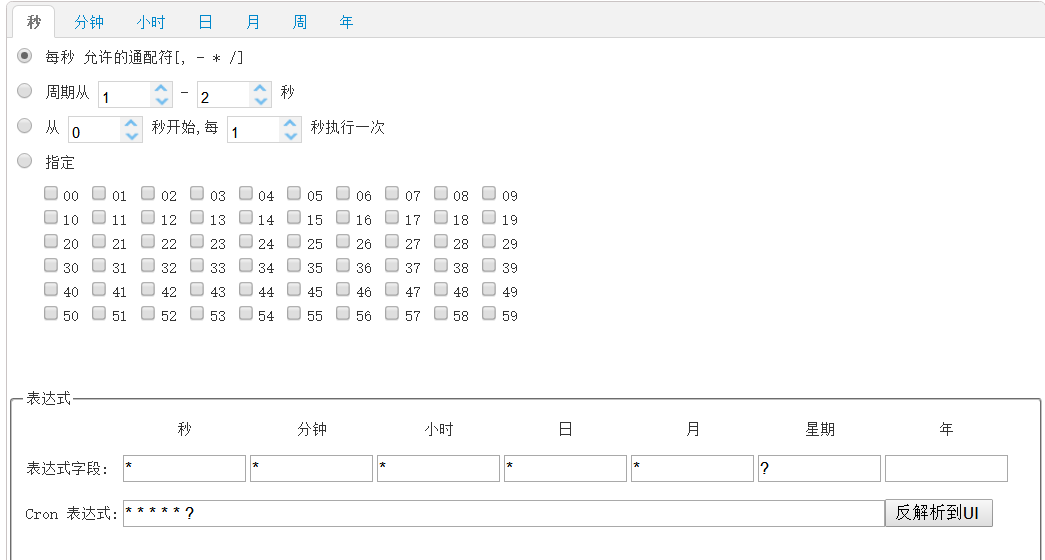 秒 分钟 小时 日 月 周 年
每秒 允许的通配符[, - * /]
周期从 1 - 2 秒
从 0 秒开始,每 1 秒执行一次
指定
00 01 02 03 04 05 06 07 08 09
10 11 12 13 14 15 16 17 18 19
20 21 22 23 24 25 26 27 28 29
30 31 32 33 34 35 36 37 38 39
40 41 42 43 44 45 46 47 48 49
50 51 52 53 54 55 56 57 58 59
表达式
秒 分钟 小时 日 月 星期 年
表达式字段: * * * * * ?
Cron 表达式: * * * * * ? 反解析到UI